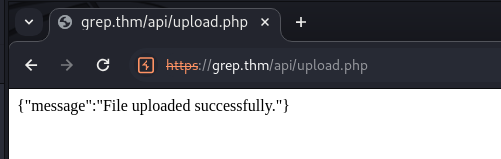 grep.thm/api/upload.php
https://grep.thm/api/upload.php
{"message":"File uploaded successfully."}